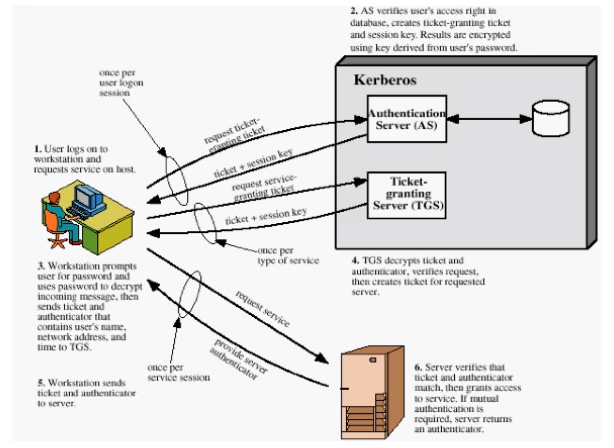 2. AS verifies user's access right in
database, creates ticket-granting ticket
and session key. Results are encrypted
using key derived from user's password.
once per
user logon
session
Kerberos
Authentication
Server (AS)
request ticket-
granting ticket
1. User logs on to
workstation and
requests service on host.
ticket + session key
request service-
granting ticket
Ticket-
granting
Server (TGS)
ticket + session key
once per
type of service
3. Workstation prompts
user for password and
uses password to decrypt
incoming message, then
sends ticket and
authenticator that
contains user's name,
network address, and
time to TGS.
4. TGS decrypts ticket and
authenticator, verifies request,
then creates ticket for requested
server.
request service
provide server
authenticator
once per
service session
5. Workstation sends
ticket and authenticator
to server.
6. Server verifies that
ticket and authenticator
match, then grants access
to service. If mutual
authentication is
required, server returns
an authenticator.